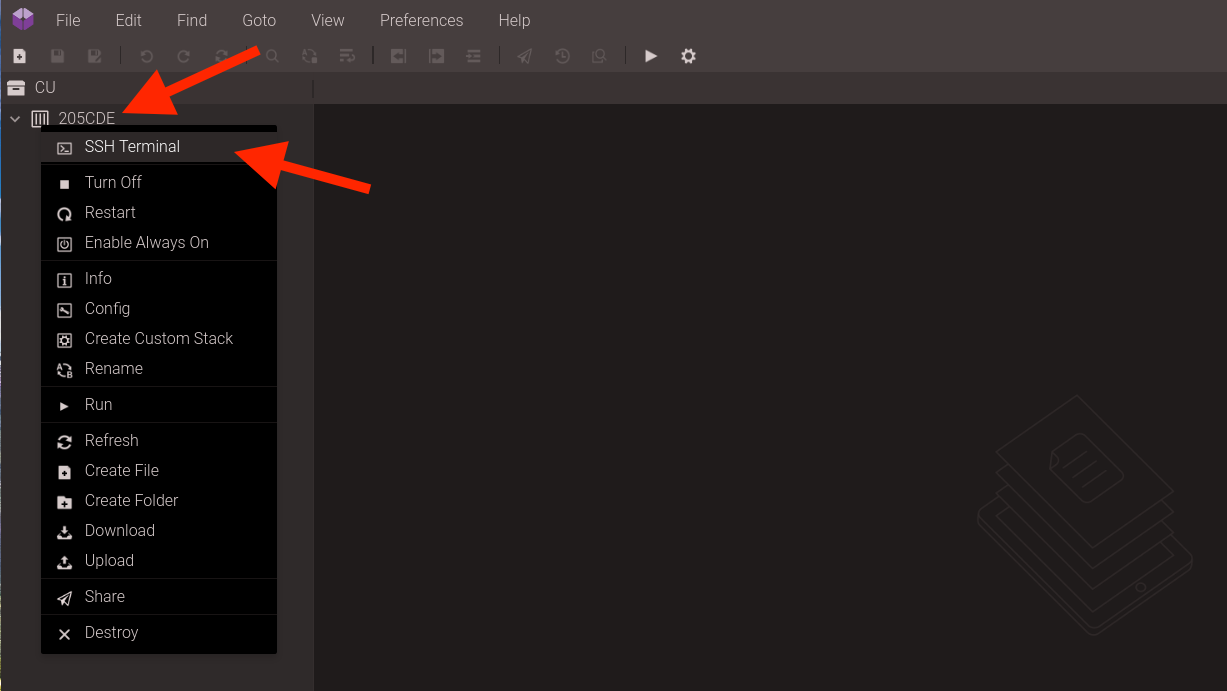 File Edit Find Goto View Preferences Help
CU
205CDE
SSH Terminal
Turn Off
Restart
Enable Always On
Info
Config
Create Custom Stack
Rename
Run
Refresh
Create File
Create Folder
Download
Upload
Share
Destroy